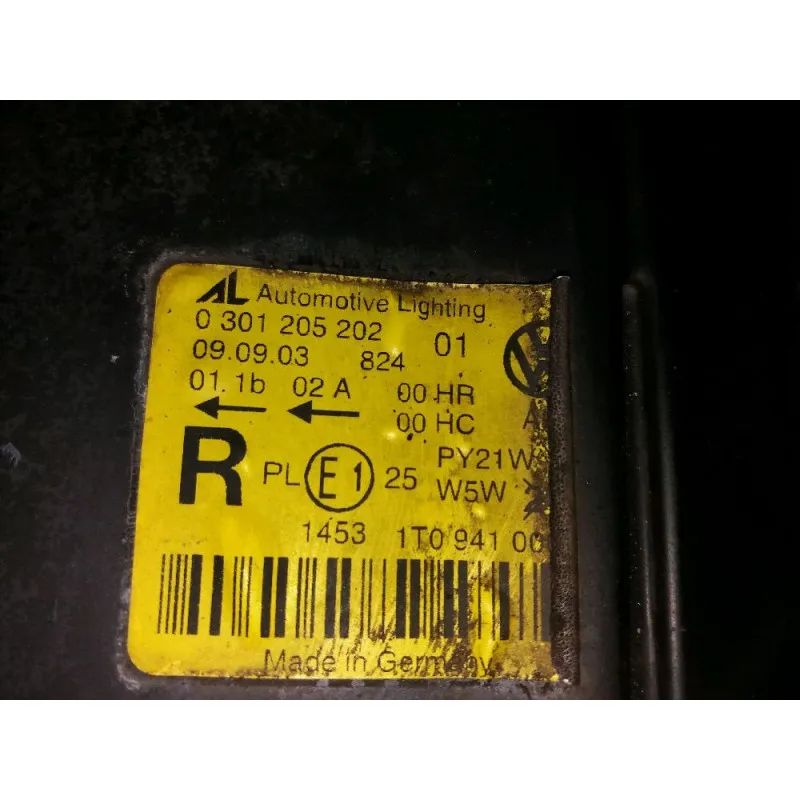 AL Automotive Lighting
0 301 205 202 01
09.09.03 824
01.1b 02 A 00 HR
00 HC A
R PL E1 25 PY21W
W5W
1453 1T0 941 00
Made in Germany